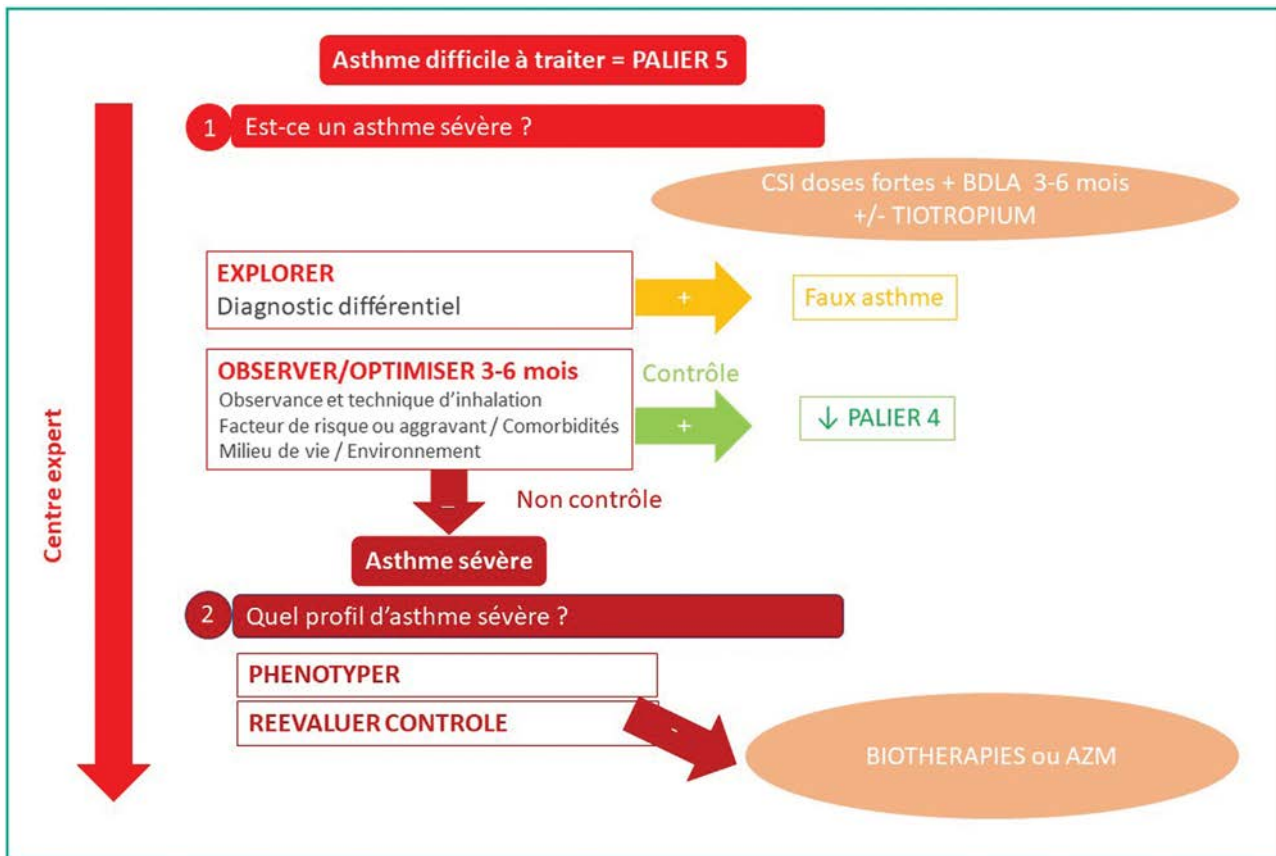 Asthme difficile à traiter = PALIER 5
1
Est-ce un asthme sévère ?
CSI doses fortes + BDLA 3-6 mois
+/- TIOTROPIUM
EXPLORER
Diagnostic différentiel
+
Faux asthme
OBSERVER/OPTIMISER 3-6 mois
Observance et technique d'inhalation
Facteur de risque ou aggravant / Comorbidités
Milieu de vie / Environnement
Contrôle
+
↓ PALIER 4
–
Non contrôle
Centre expert
Asthme sévère
2
Quel profil d'asthme sévère ?
PHENOTYPER
REEVALUER CONTROLE
-
BIOTHERAPIES ou AZM